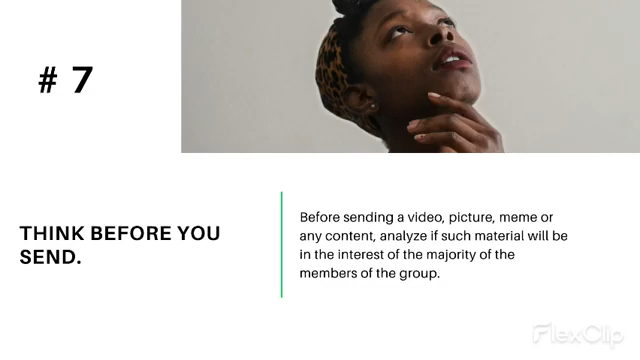 # 7
THINK BEFORE YOU
SEND.
Before sending a video, picture, meme or
any content, analyze if such material will be
in the interest of the majority of the
members of the group.
FlexClip